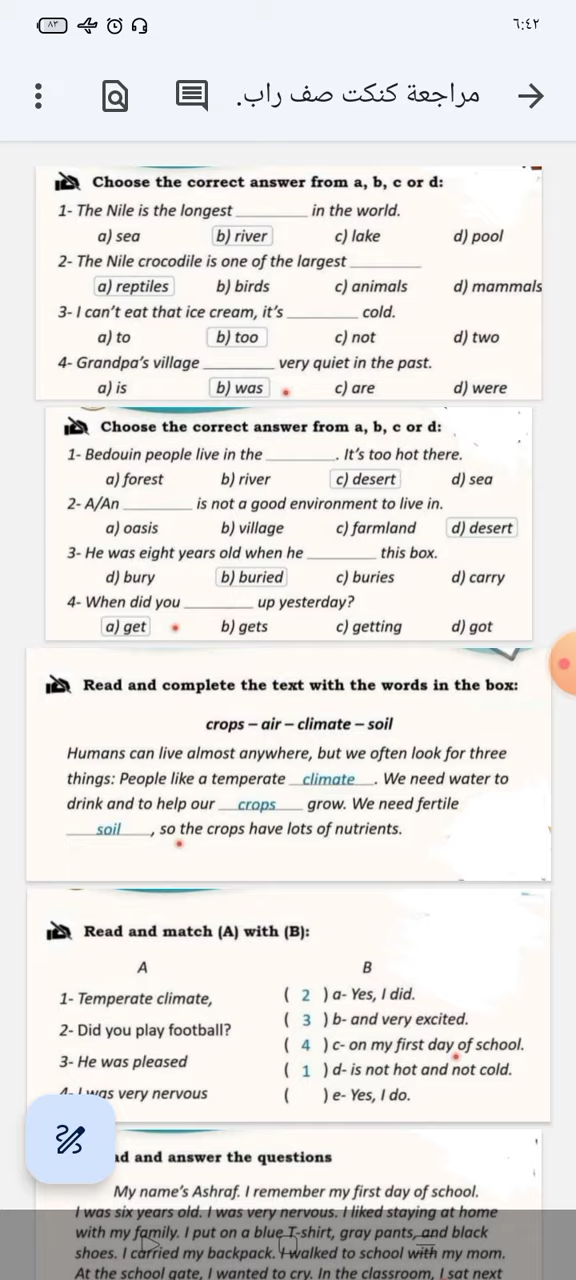 ٨٣
٦:٤٢
مراجعة كنكت صف راب.
Choose the correct answer from a, b, c or d:
1- The Nile is the longest ________ in the world.
a) sea b) river c) lake d) pool
2- The Nile crocodile is one of the largest ________
a) reptiles b) birds c) animals d) mammals
3- I can't eat that ice cream, it's ________ cold.
a) to b) too c) not d) two
4- Grandpa's village ________ very quiet in the past.
a) is b) was c) are d) were
Choose the correct answer from a, b, c or d:
1- Bedouin people live in the ________. It's too hot there.
a) forest b) river c) desert d) sea
2- A/An ________ is not a good environment to live in.
a) oasis b) village c) farmland d) desert
3- He was eight years old when he ________ this box.
d) bury b) buried c) buries d) carry
4- When did you ________ up yesterday?
a) get b) gets c) getting d) got
Read and complete the text with the words in the box:
crops – air – climate – soil
Humans can live almost anywhere, but we often look for three
things: People like a temperate climate. We need water to
drink and to help our crops grow. We need fertile
soil, so the crops have lots of nutrients.
Read and match (A) with (B):
A B
1- Temperate climate, ( 2 ) a- Yes, I did.
2- Did you play football? ( 3 ) b- and very excited.
3- He was pleased ( 4 ) c- on my first day of school.
( 1 ) d- is not hot and not cold.
4- I was very nervous ( ) e- Yes, I do.
and answer the questions
My name's Ashraf. I remember my first day of school.
I was six years old. I was very nervous. I liked staying at home
with my family. I put on a blue T-shirt, gray pants, and black
shoes. I carried my backpack. I walked to school with my mom.
At the school gate, I wanted to cry. In the classroom, I sat next